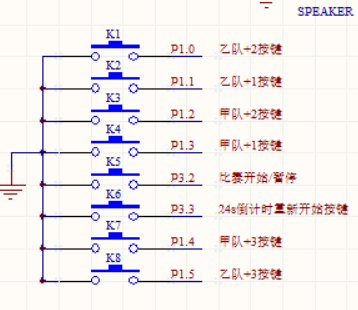 SPEAKER
K1 P1.0 乙队+2按键
K2 P1.1 乙队+1按键
K3 P1.2 甲队+2按键
K4 P1.3 甲队+1按键
K5 P3.2 比赛开始/暂停
K6 P3.3 24s倒计时重新开始按键
K7 P1.4 甲队+3按键
K8 P1.5 乙队+3按键